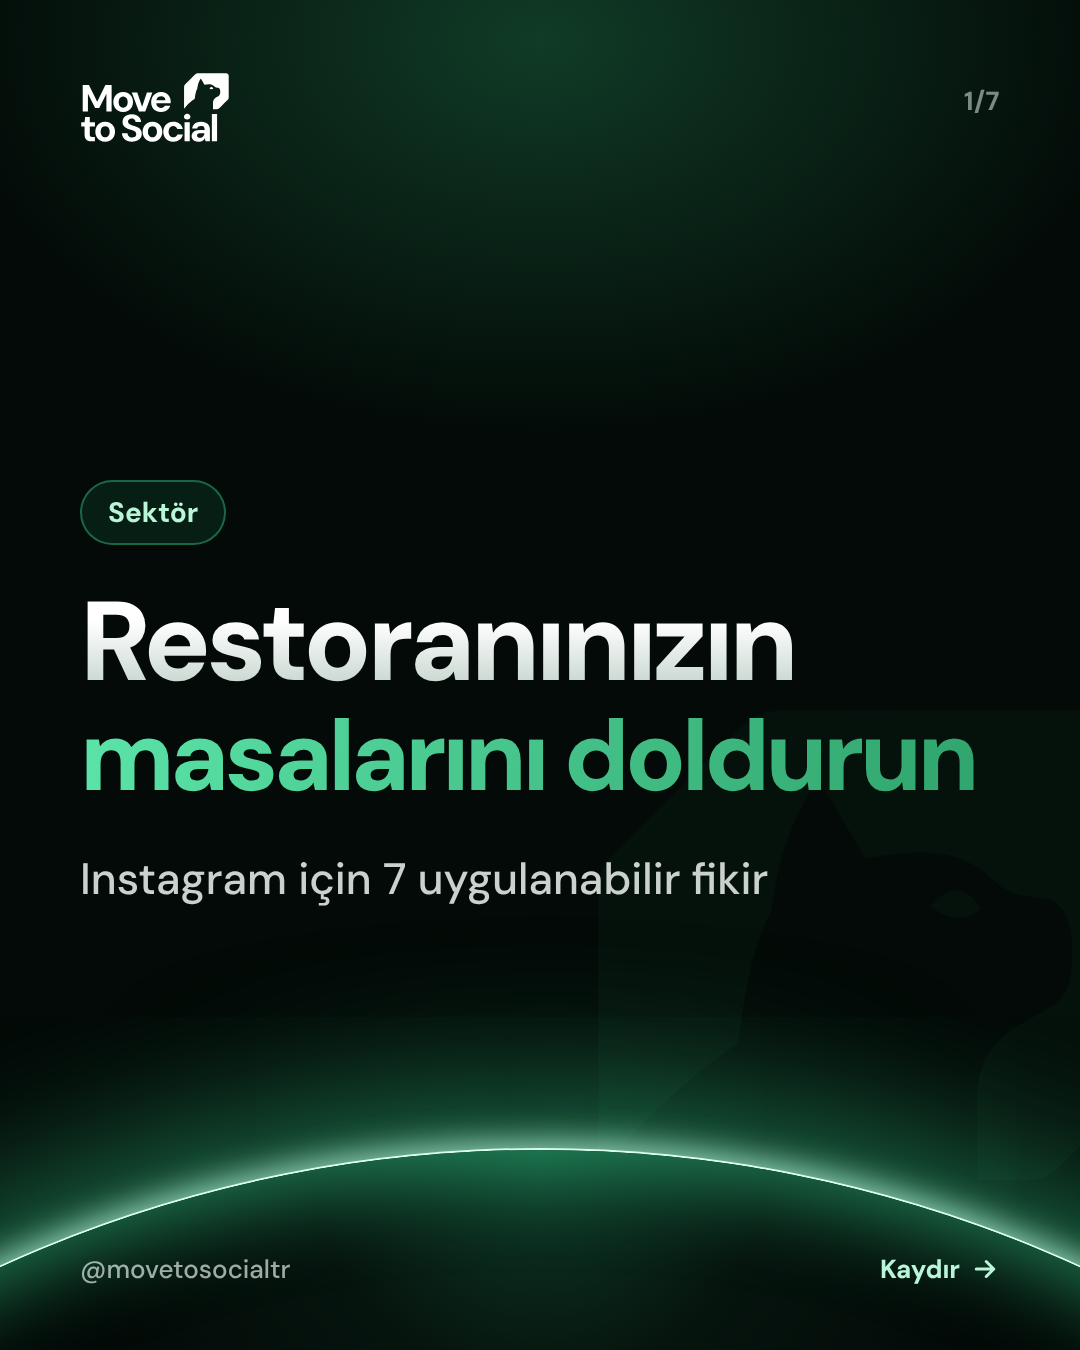 Move
to Social
1/7
Sektör
Restoranınızın
masalarını doldurun
Instagram için 7 uygulanabilir fikir
@movetosocialtr
Kaydır →